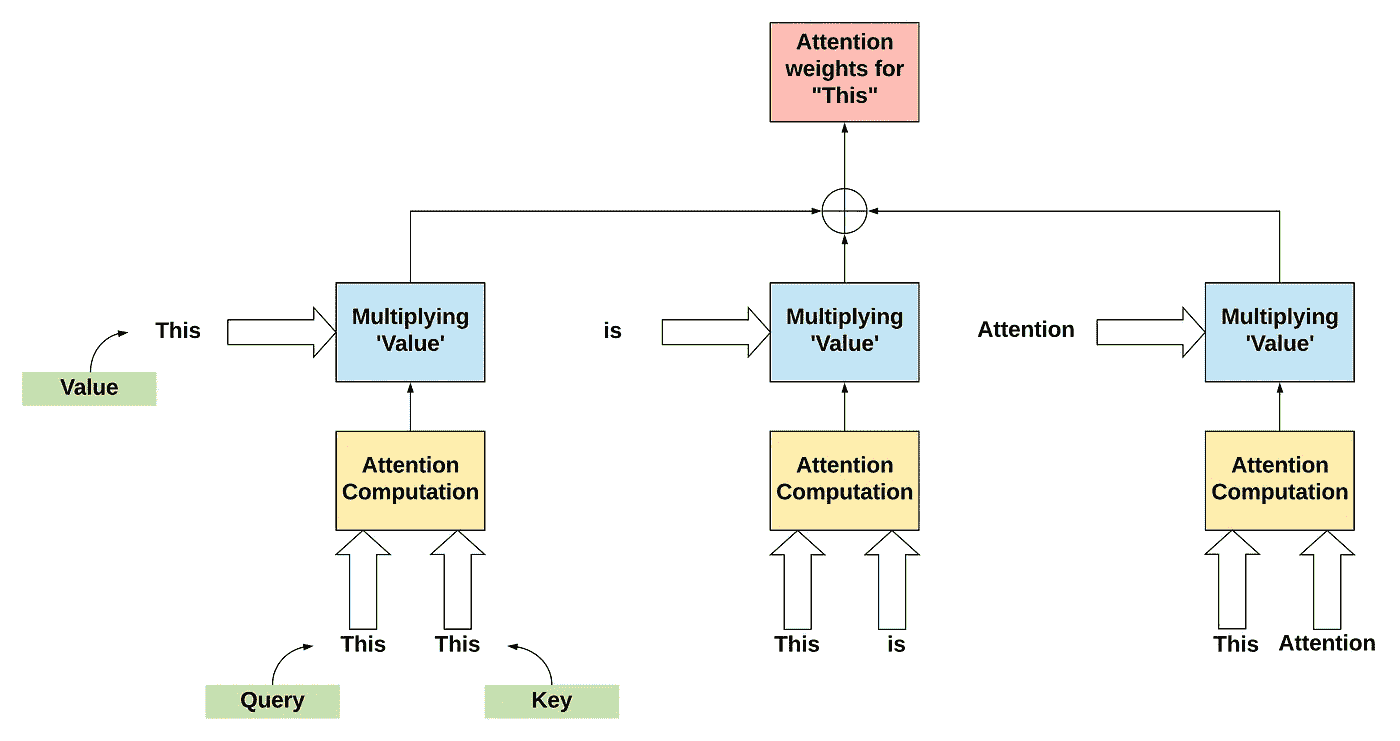 Attention
weights for
"This"
This
Multiplying
'Value'
is
Multiplying
'Value'
Attention
Multiplying
'Value'
Value
Attention
Computation
Attention
Computation
Attention
Computation
This
This
This
is
This
Attention
Query
Key